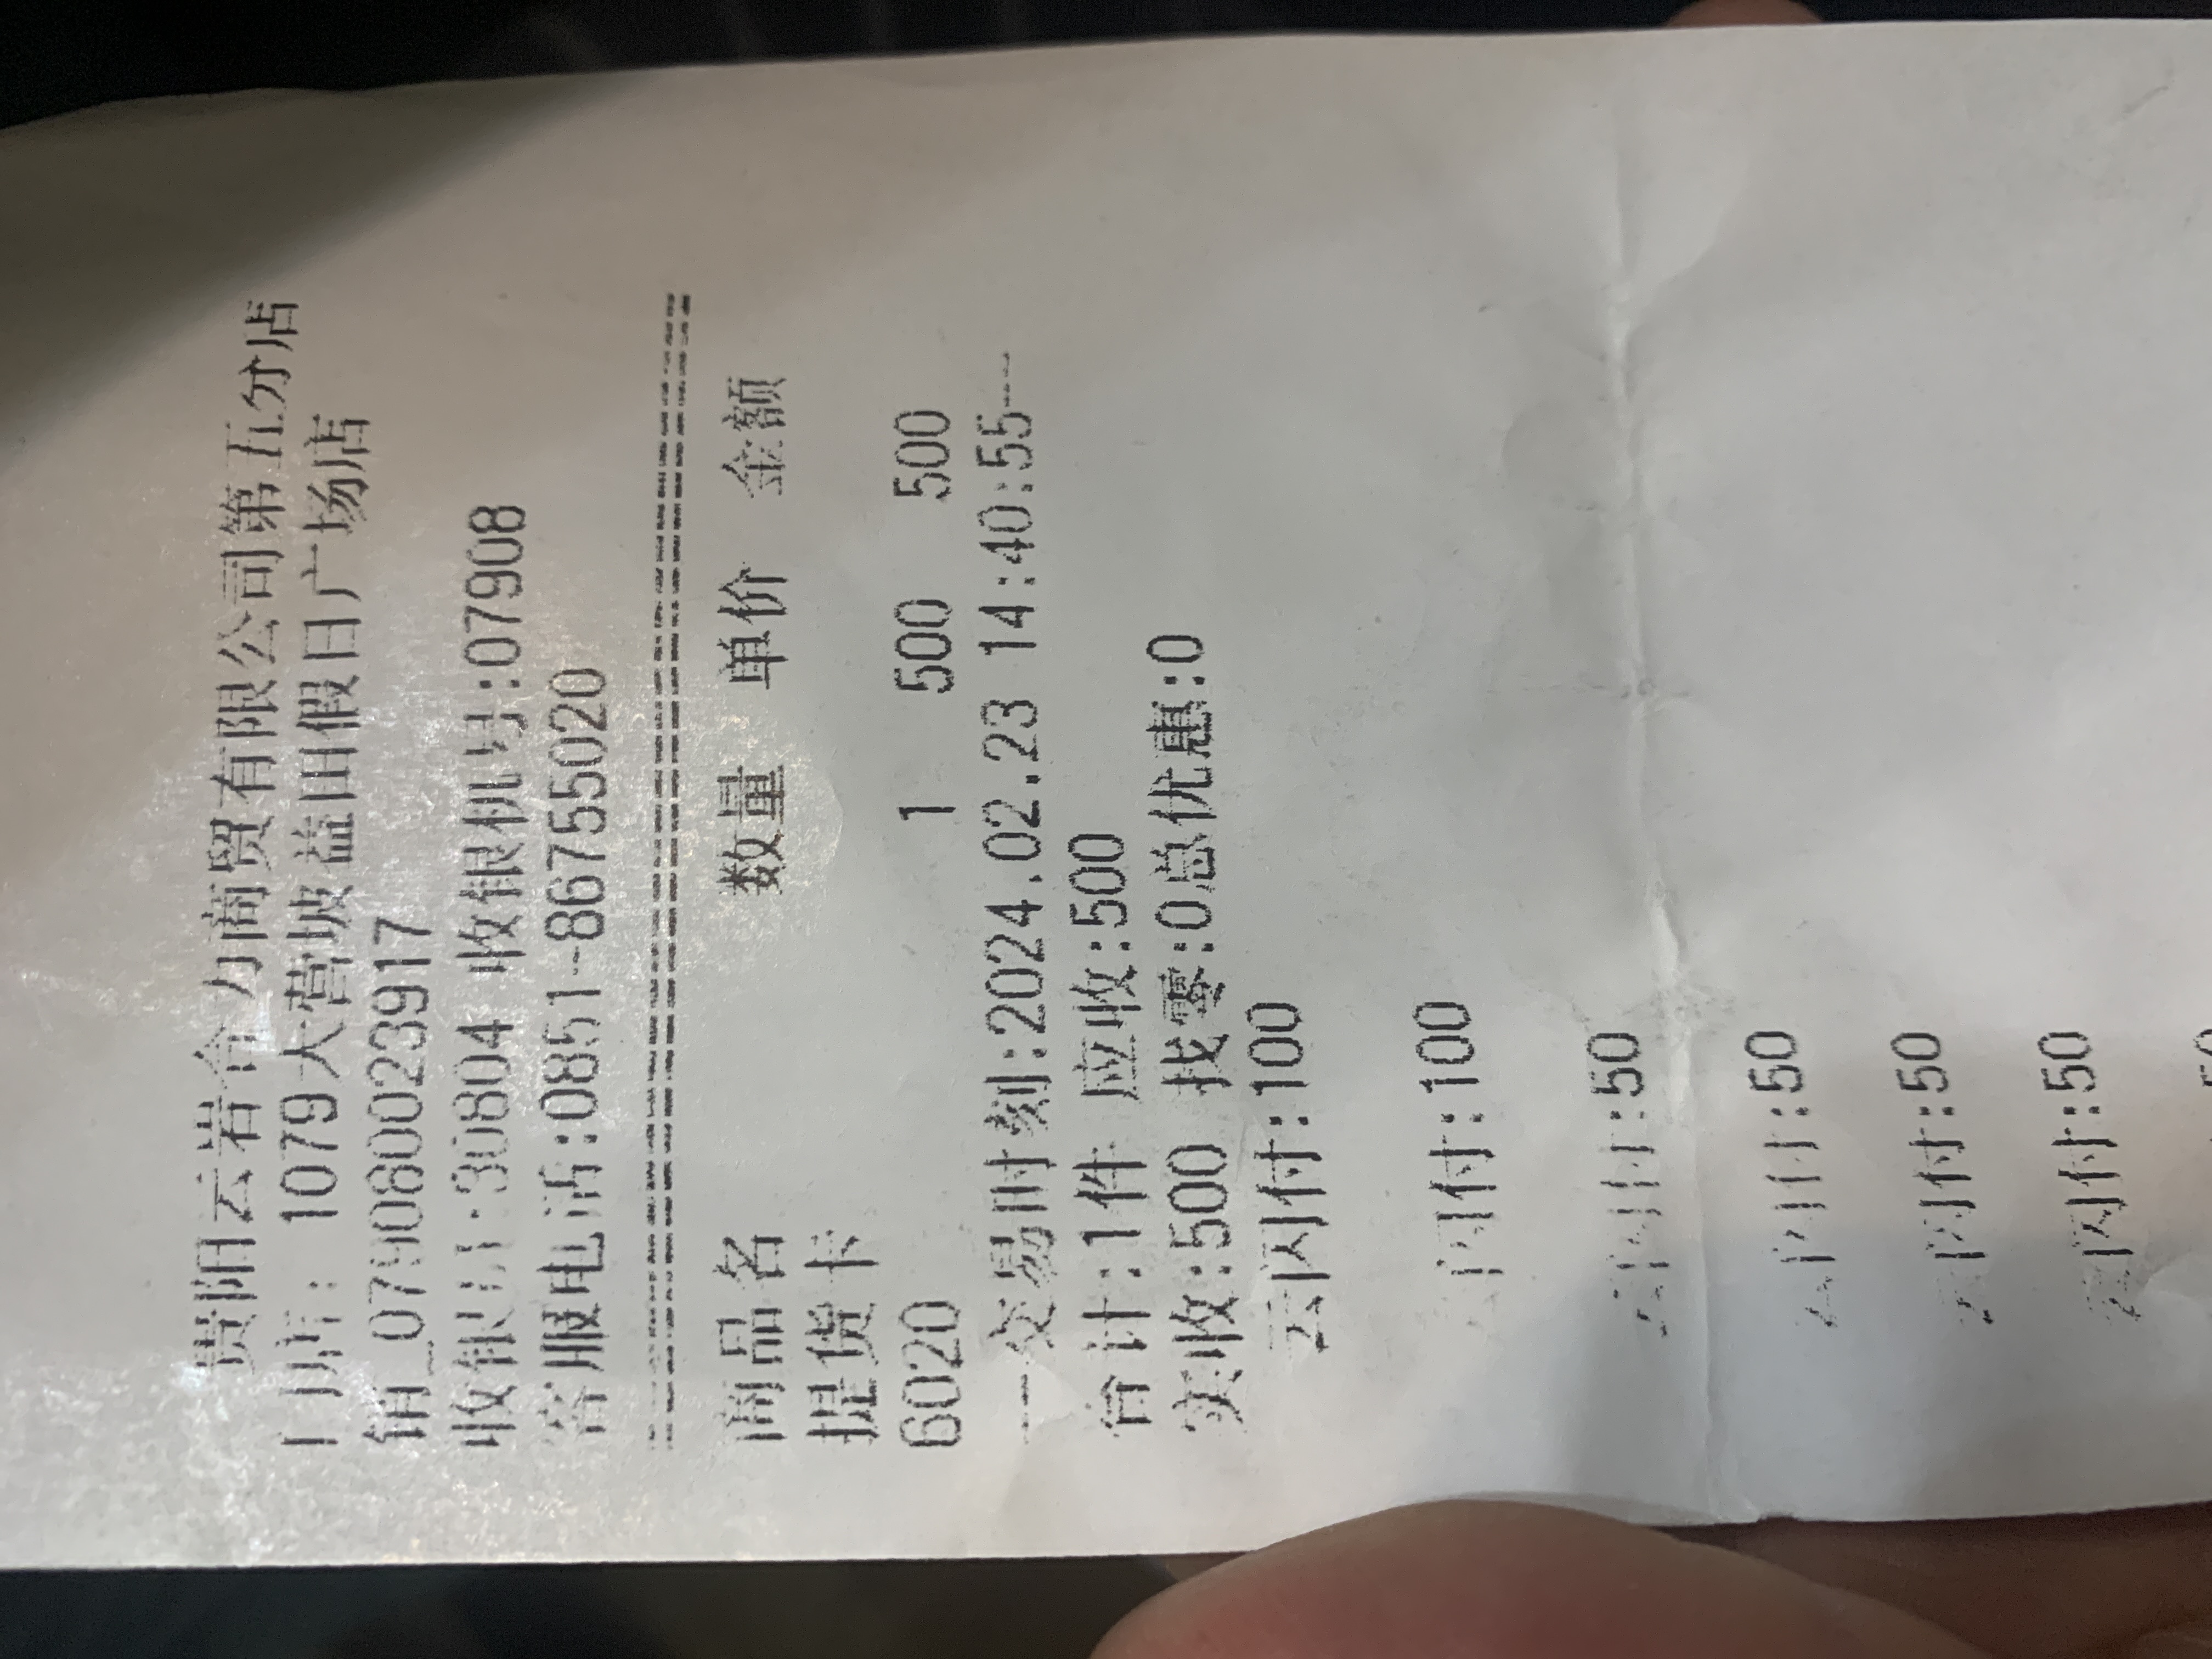 贵阳云岩合力商贸有限公司第五分店
门店: 1079大营坡益田假日广场店
销_079080023917
收银员:30804 收银机号:07908
客服电话:0851-86755020
================================
商品名 数量 单价 金额
提货卡
6020 1 500 500
--交易时刻:2024.02.23 14:40:55--
合计:1件 应收:500
实收:500 找零:0总优惠:0
云闪付:100
闪付:100
云闪付:50
云闪付:50
云闪付:50
云闪付:50